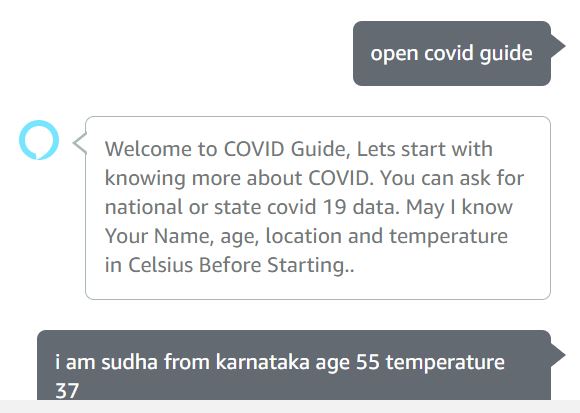 open covid guide
Welcome to COVID Guide, Lets start with
knowing more about COVID. You can ask for
national or state covid 19 data. May I know
Your Name, age, location and temperature
in Celsius Before Starting..
i am sudha from karnataka age 55 temperature
37